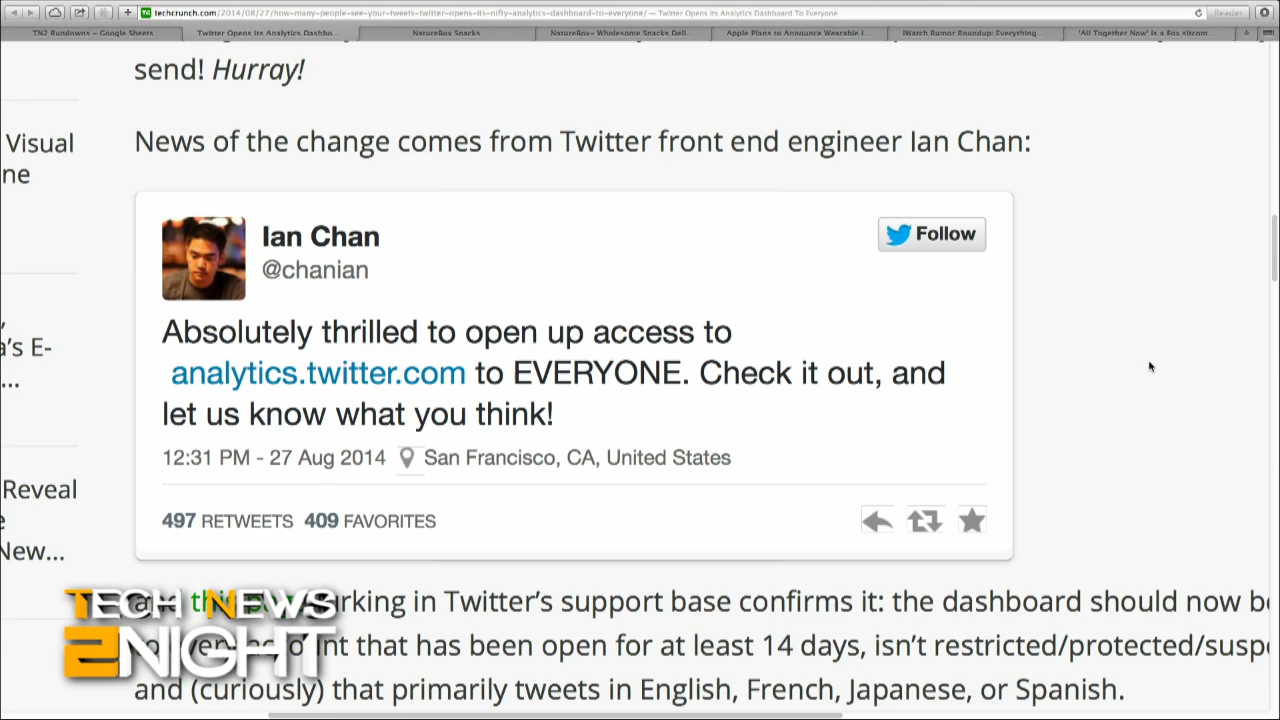 techcrunch.com/2014/08/27/how-many-people-see-your-tweets-twitter-opens-its-nifty-analytics-dashboard-to-everyone/ — Twitter Opens Its Analytics Dashboard To Everyone
Reader
TN2 Rundowns - Google Sheets
Twitter Opens Its Analytics Dashbo...
NatureBox Snacks
NatureBox- Wholesome Snacks Deli...
Apple Plans to Announce Wearable i...
iWatch Rumor Roundup: Everything...
'All Together Now' Is a Fox sitcom...
send! Hurray!
Visual
ne
a's E-
...
Reveal
e
New...
News of the change comes from Twitter front end engineer Ian Chan:
Ian Chan
@chanian
Follow
Absolutely thrilled to open up access to
analytics.twitter.com to EVERYONE. Check it out, and
let us know what you think!
12:31 PM - 27 Aug 2014 San Francisco, CA, United States
497 RETWEETS 409 FAVORITES
urking in Twitter's support base confirms it: the dashboard should now be
that has been open for at least 14 days, isn't restricted/protected/suspe
and (curiously) that primarily tweets in English, French, Japanese, or Spanish.
TECH NEWS
2NIGHT